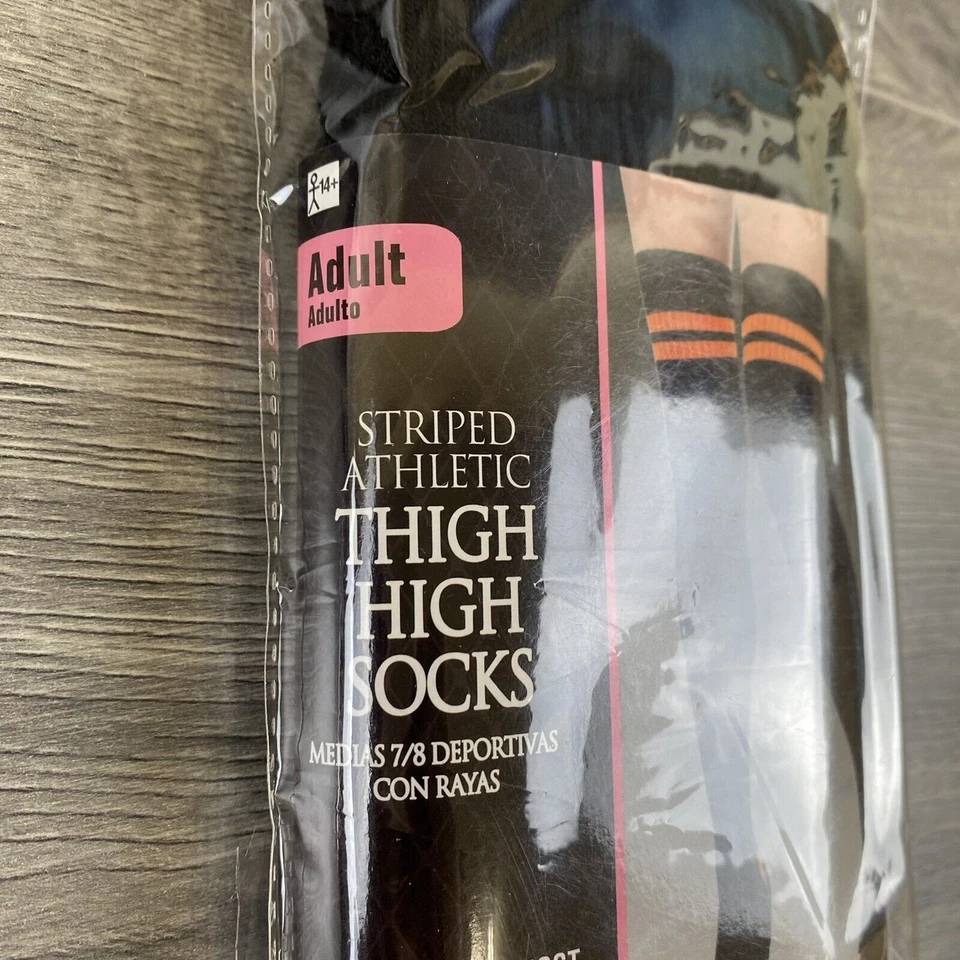 14+
Adult
Adulto
STRIPED
ATHLETIC
THIGH
HIGH
SOCKS
MEDIAS 7/8 DEPORTIVAS
CON RAYAS